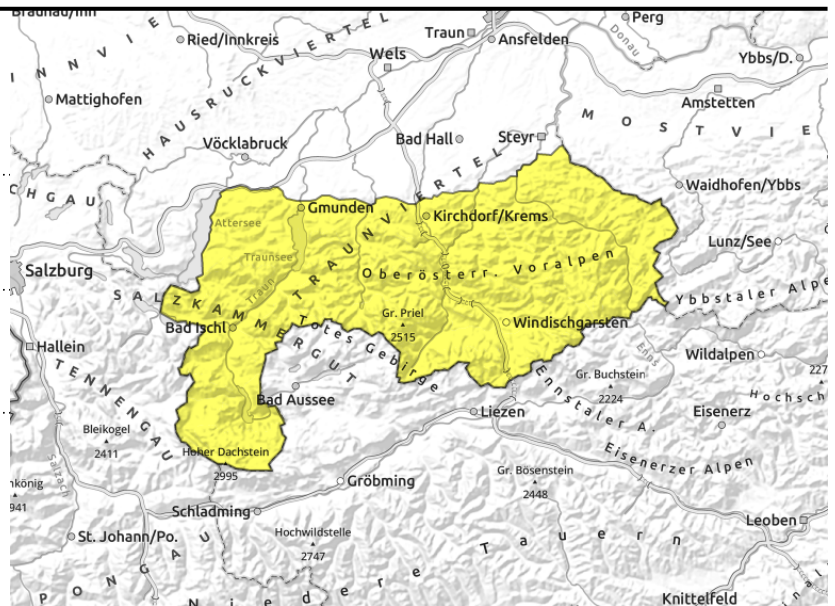 Braunau/Inn
Perg
Ried/Innkreis
Traun
Ansfelden
Donau
Wels
Ybbs/D.
INNVIE
HAUSRUCKVIERTEL
Mattighofen
Amstetten
MOSTVIE
Vöcklabruck
Bad Hall
Steyr
CHGAU
Waidhofen/Ybbs
Gmunden
Attersee
Kirchdorf/Krems
TRAUNVIERTEL
Lunz/See
Traunsee
Salzburg
Oberösterr. Voralpen
Traun
SALZKAMMERGUT
Ybbstaler Alpe
Gr. Priel
2515
Bad Ischl
Windischgarsten
Totes Gebirge
Hallein
Enns
Wildalpen
TENNENGAU
Gr. Buchstein
2224
227
Hochsch
Bad Aussee
Ennstaler A.
Liezen
Eisenerz
Bleikogel
2411
Hoher Dachstein
2995
Eisenerzer Alpen
Salzach
Gr. Bösenstein
2448
nkönig
941
Gröbming
Schladming
Leoben
St. Johann/Po.
Hochwildstelle
2747
PONGAU
Niedere Tauern
Knittelfeld